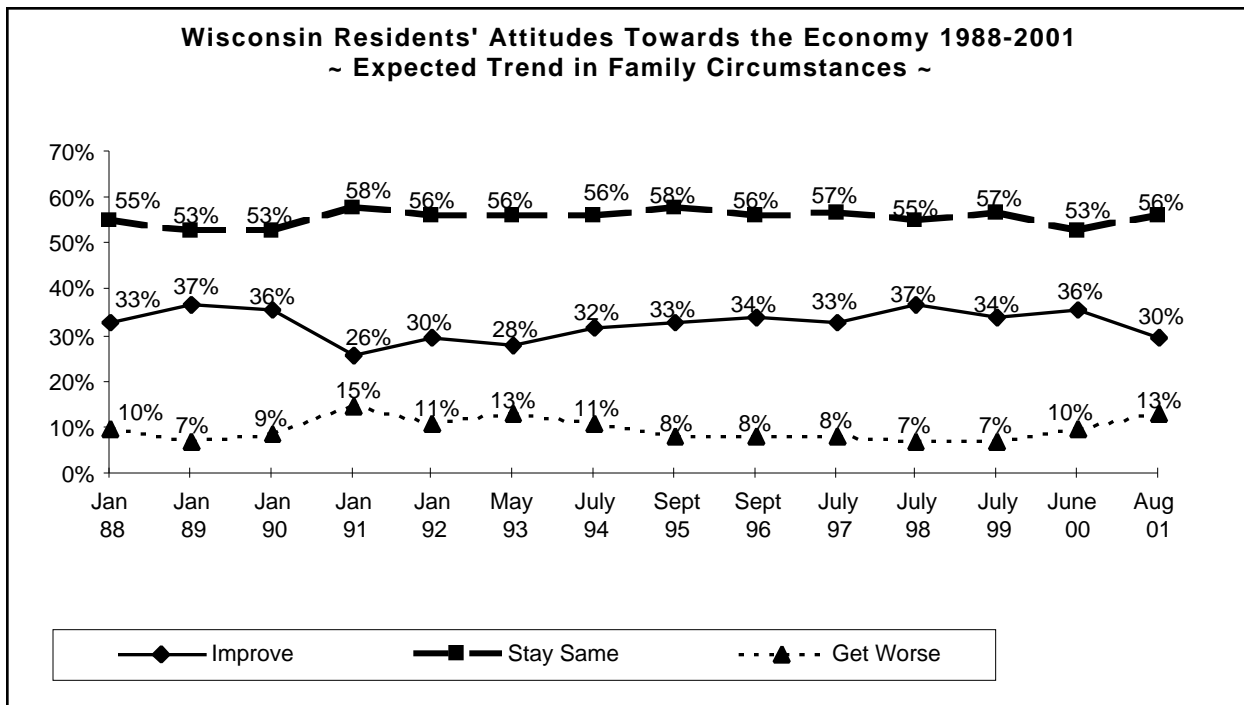 Wisconsin Residents' Attitudes Towards the Economy 1988-2001
~ Expected Trend in Family Circumstances ~
70%
60%
50%
40%
30%
20%
10%
0%
55% 53% 53% 58% 56% 56% 56% 58% 56% 57% 55% 57% 53% 56%
33% 37% 36% 26% 30% 28% 32% 33% 34% 33% 37% 34% 36% 30%
10% 7% 9% 15% 11% 13% 11% 8% 8% 8% 7% 7% 10% 13%
Jan Jan Jan Jan Jan May July Sept Sept July July July June Aug
88 89 90 91 92 93 94 95 96 97 98 99 00 01
Improve Stay Same Get Worse